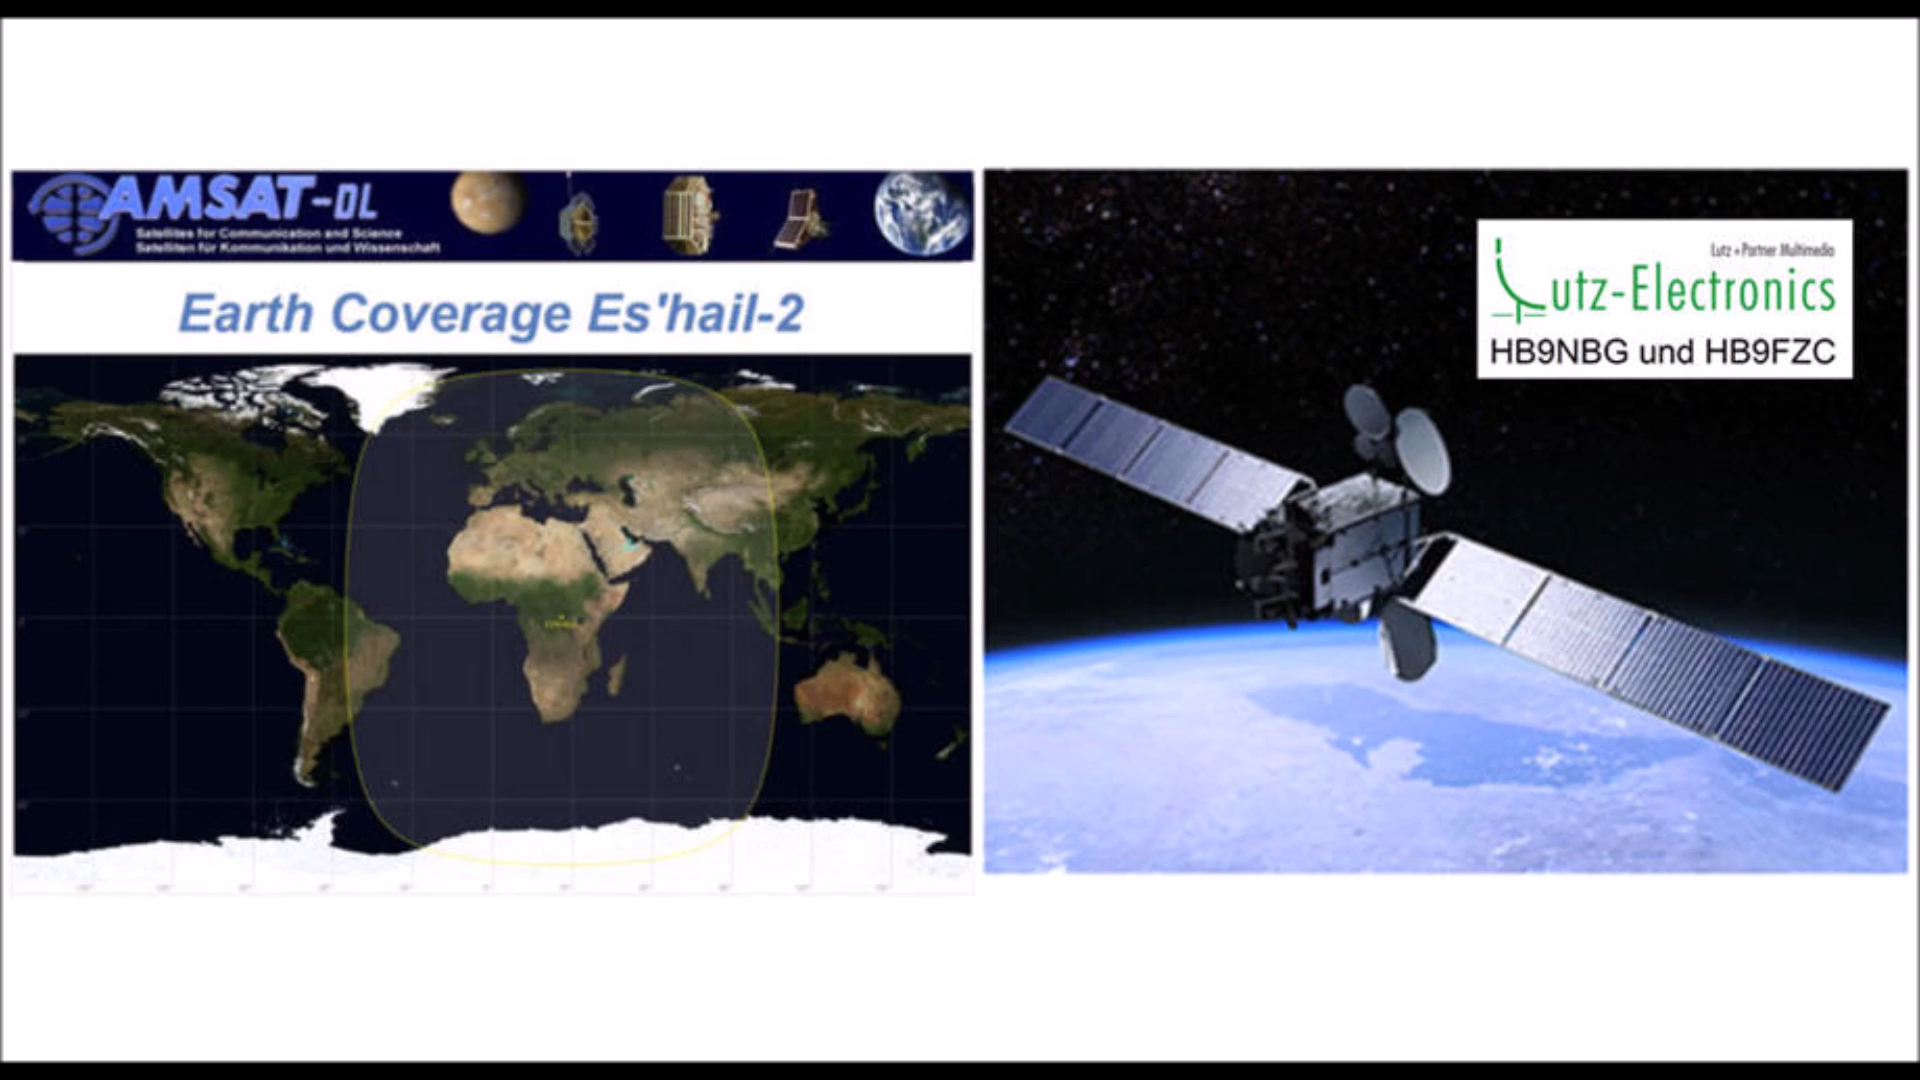 AMSAT-DL
Satellites for Communication and Science
Satelliten für Kommunikation und Wissenschaft
Earth Coverage Es'hail-2
Lutz + Partner Multimedia
Lutz-Electronics
HB9NBG und HB9FZC